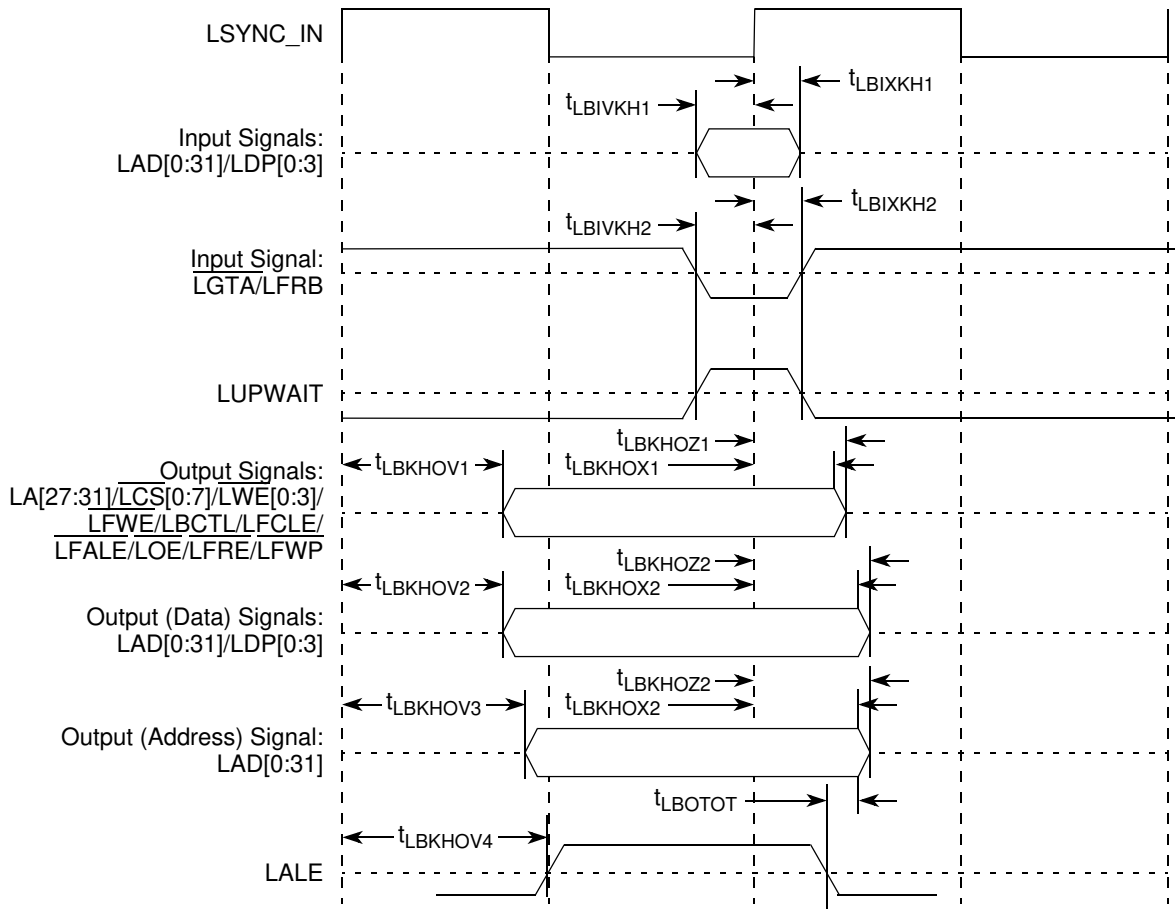 LSYNC_IN
tLBIXKH1
tLBIVKH1
Input Signals:
LAD[0:31]/LDP[0:3]
tLBIXKH2
tLBIVKH2
Input Signal:
LGTA/LFRB
LUPWAIT
tLBKHOZ1
tLBKHOV1
tLBKHOX1
Output Signals:
LA[27:31]/LCS[0:7]/LWE[0:3]/
LFWE/LBCTL/LFCLE/
LFALE/LOE/LFRE/LFWP
tLBKHOZ2
tLBKHOV2
tLBKHOX2
Output (Data) Signals:
LAD[0:31]/LDP[0:3]
tLBKHOZ2
tLBKHOV3
tLBKHOX2
Output (Address) Signal:
LAD[0:31]
tLBOTOT
tLBKHOV4
LALE